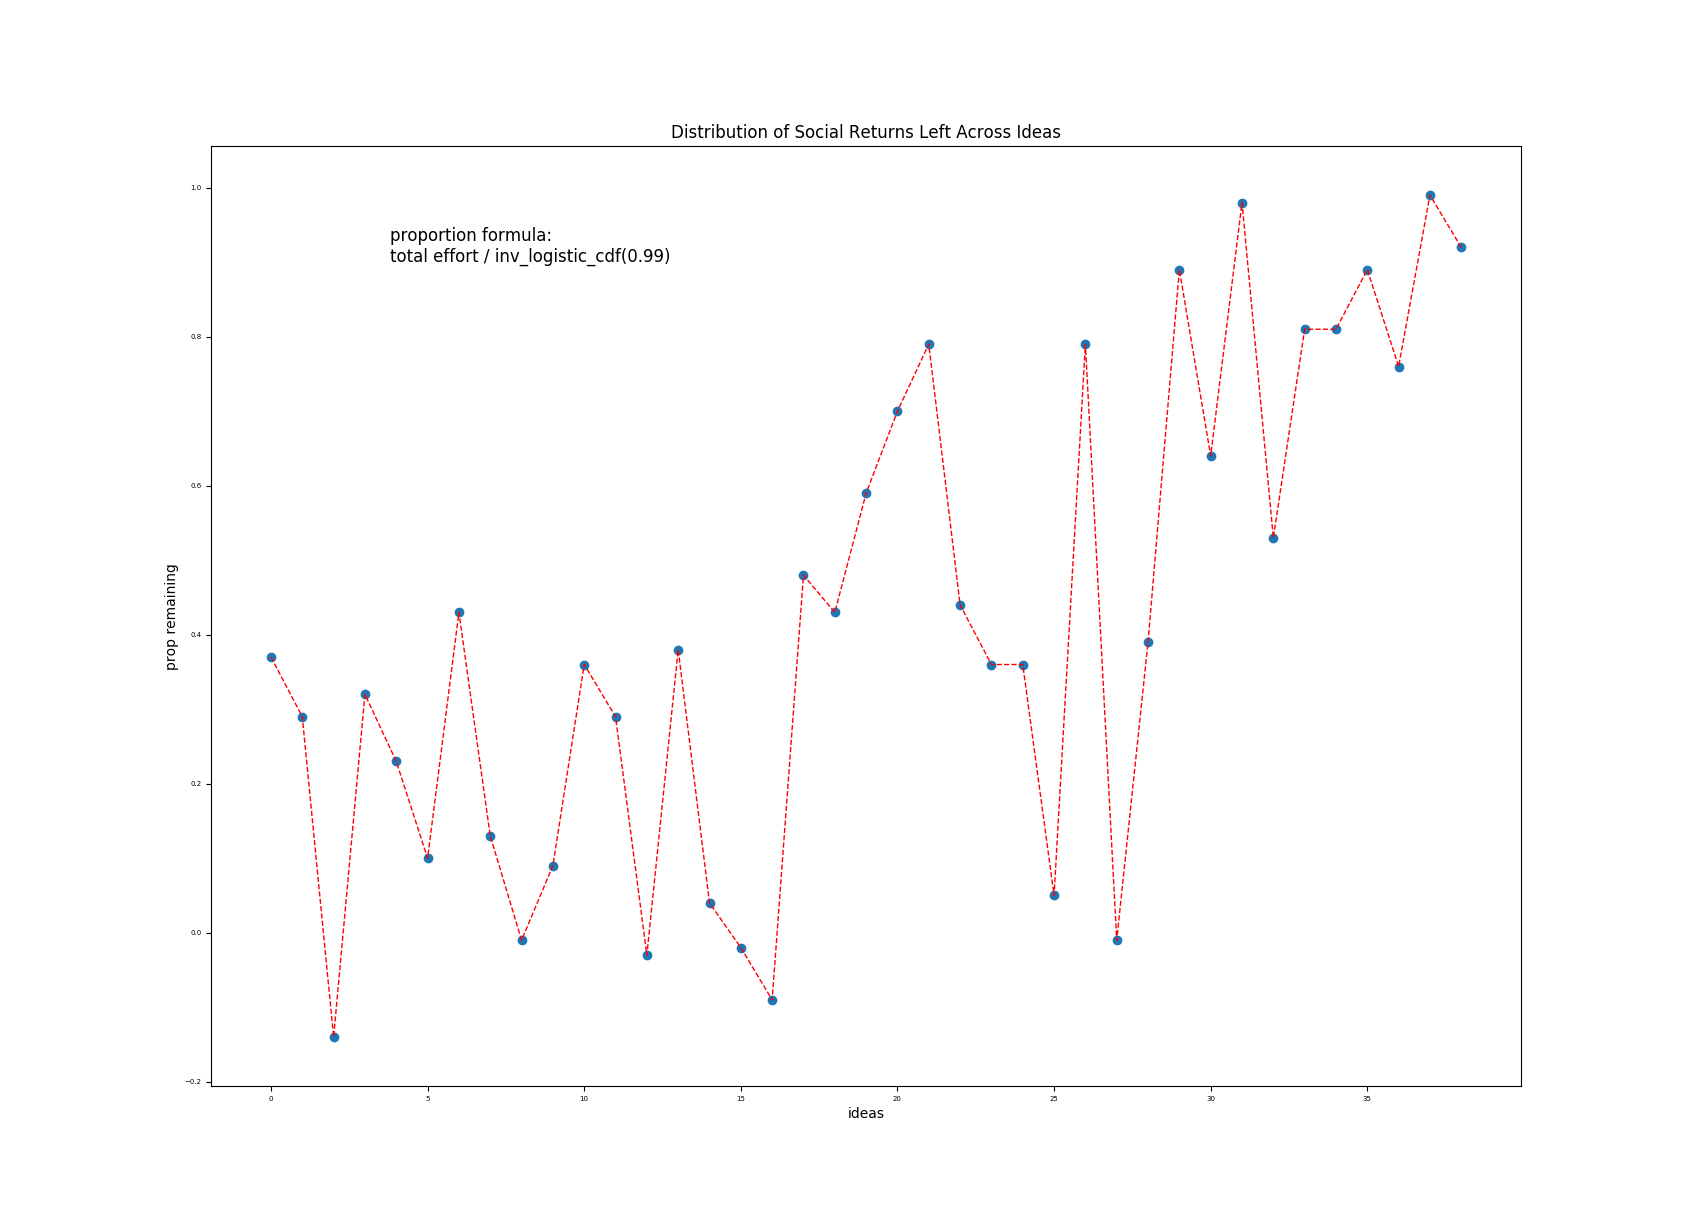 Distribution of Social Returns Left Across Ideas
proportion formula:
total effort / inv_logistic_cdf(0.99)
prop remaining
1.0
0.8
0.6
0.4
0.2
0.0
−0.2
0 5 10 15 20 25 30 35
ideas